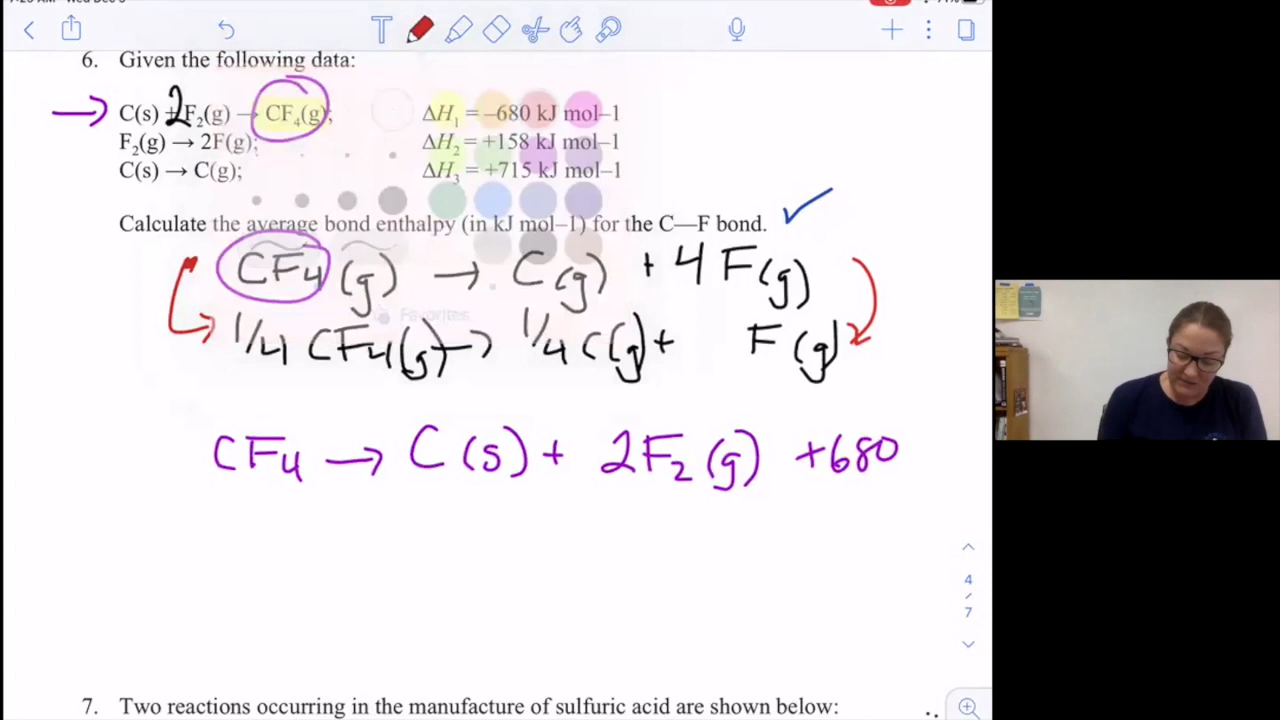 6. Given the following data:
C(s) + 2F₂(g) → CF₄(g); ΔH₁ = –680 kJ mol–1
F₂(g) → 2F(g); ΔH₂ = +158 kJ mol–1
C(s) → C(g); ΔH₃ = +715 kJ mol–1
Calculate the average bond enthalpy (in kJ mol–1) for the C—F bond.
CF4 (g) → C(g) + 4 F(g)
Favorites
1/4 CF4(g) → 1/4 C(g) + F(g)
CF4 → C(s) + 2F₂(g) +680
4
/
7
7. Two reactions occurring in the manufacture of sulfuric acid are shown below: